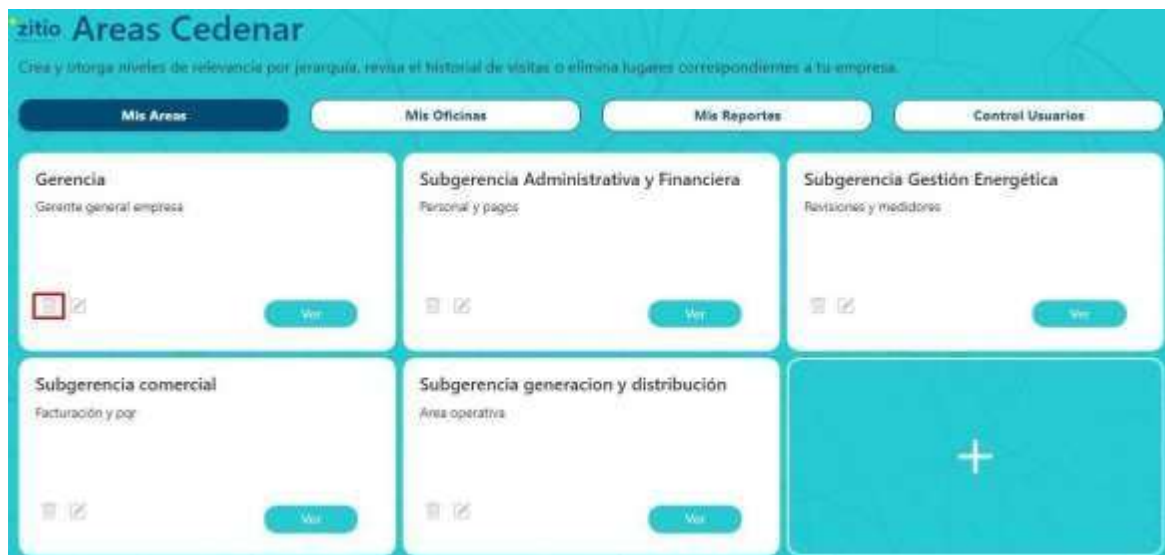 zitio Areas Cedenar
Crea y otorga niveles de relevancia por jerarquía, revisa el historial de visitas o elimina lugares correspondientes a tu empresa.
Mis Areas Mis Oficinas Mis Reportes Control Usuarios
Gerencia Subgerencia Administrativa y Financiera Subgerencia Gestión Energética
Gerente general empresa Personal y pagos Revisiones y medidores
Ver Ver Ver
Subgerencia comercial Subgerencia generacion y distribución
Facturación y pqr Area operativa
Ver Ver